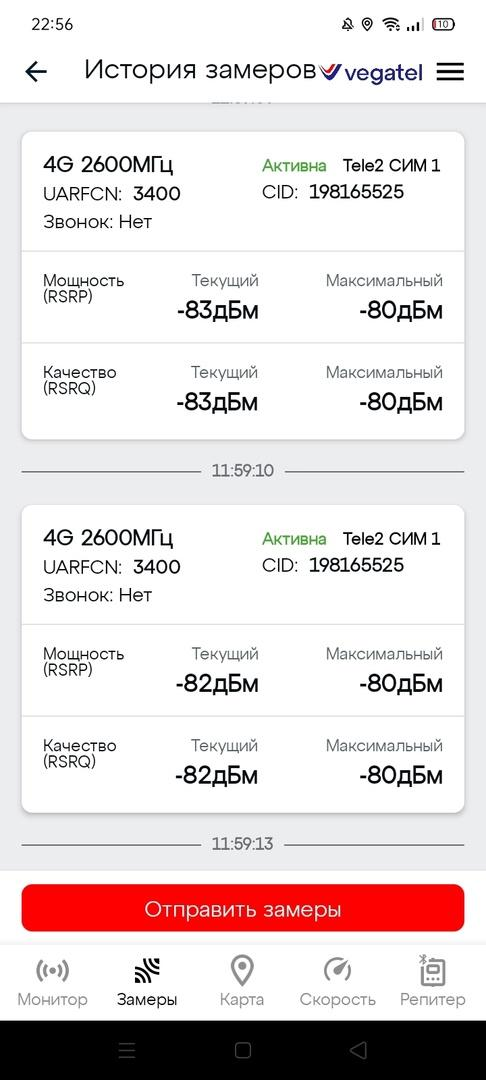 22:56
10
История замеров
vegatel
4G 2600МГц
Активна Tele2 СИМ 1
UARFCN: 3400
CID: 198165525
Звонок: Нет
Мощность
(RSRP)
Текущий
-83дБм
Максимальный
-80дБм
Качество
(RSRQ)
Текущий
-83дБм
Максимальный
-80дБм
11:59:10
4G 2600МГц
Активна Tele2 СИМ 1
UARFCN: 3400
CID: 198165525
Звонок: Нет
Мощность
(RSRP)
Текущий
-82дБм
Максимальный
-80дБм
Качество
(RSRQ)
Текущий
-82дБм
Максимальный
-80дБм
11:59:13
Отправить замеры
Монитор
Замеры
Карта
Скорость
Репитер